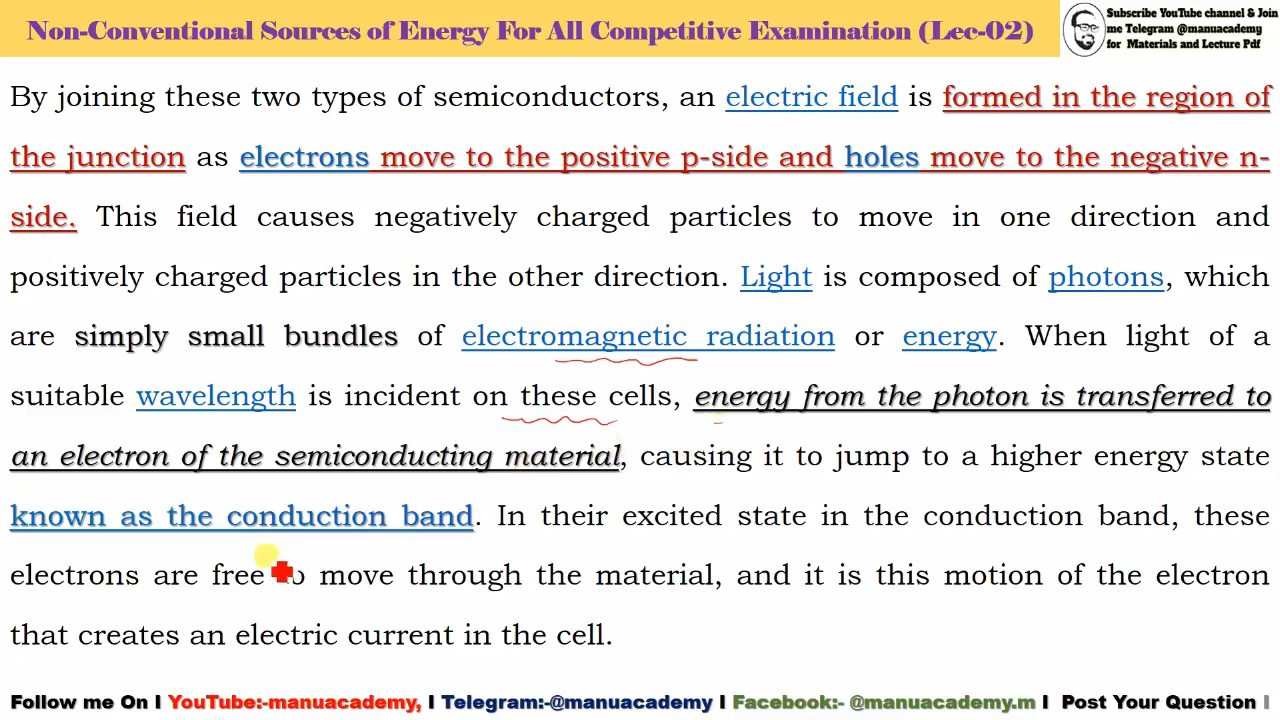 Non-Conventional Sources of Energy For All Competitive Examination (Lec-02)
Subscribe YouTube channel & Join
me Telegram @manuacademy
for Materials and Lecture Pdf
By joining these two types of semiconductors, an electric field is formed in the region of
the junction as electrons move to the positive p-side and holes move to the negative n-
side. This field causes negatively charged particles to move in one direction and
positively charged particles in the other direction. Light is composed of photons, which
are simply small bundles of electromagnetic radiation or energy. When light of a
suitable wavelength is incident on these cells, energy from the photon is transferred to
an electron of the semiconducting material, causing it to jump to a higher energy state
known as the conduction band. In their excited state in the conduction band, these
electrons are free to move through the material, and it is this motion of the electron
that creates an electric current in the cell.
Follow me On I YouTube:-manuacademy, I Telegram:-@manuacademy I Facebook:- @manuacademy.m I Post Your Question I